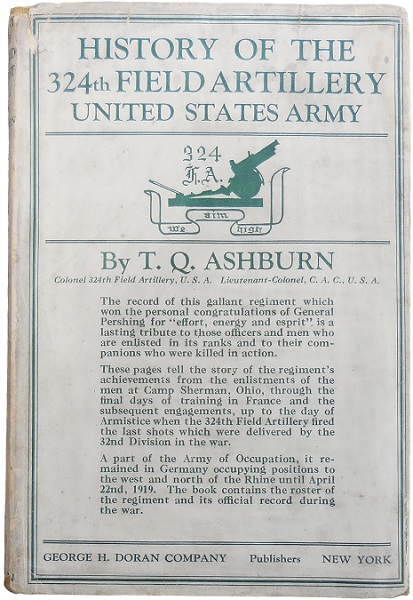 HISTORY OF THE
324th FIELD ARTILLERY
UNITED STATES ARMY
324
F.A.
we aim high
By T. Q. ASHBURN
Colonel 324th Field Artillery, U. S. A. Lieutenant-Colonel, C. A. C., U. S. A.
The record of this gallant regiment which
won the personal congratulations of General
Pershing for "effort, energy and esprit", is a
lasting tribute to those officers and men who
are enlisted in its ranks and to their com-
panions who were killed in action.
These pages tell the story of the regiment's
achievements from the enlistments of the
men at Camp Sherman, Ohio, through the
final days of training in France and the
subsequent engagements, up to the day of
Armistice when the 324th Field Artillery fired
the last shots which were delivered by the
32nd Division in the war.
A part of the Army of Occupation, it re-
mained in Germany occupying positions to
the west and north of the Rhine until April
22nd, 1919. The book contains the roster of
the regiment and its official record during
the war.
GEORGE H. DORAN COMPANY Publishers NEW YORK